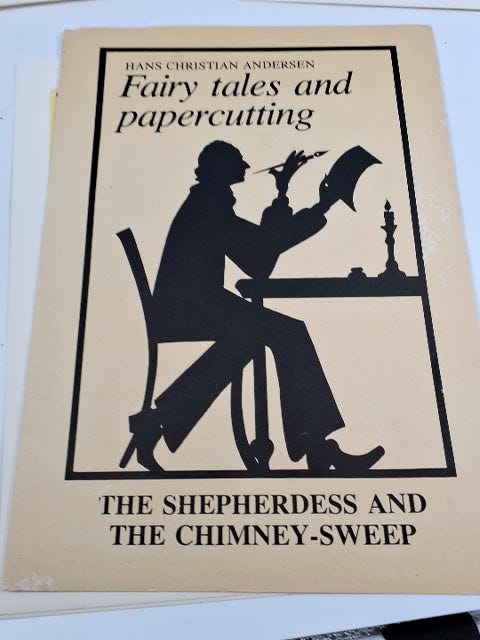 HANS CHRISTIAN ANDERSEN
Fairy tales and
papercutting
THE SHEPHERDESS AND
THE CHIMNEY-SWEEP